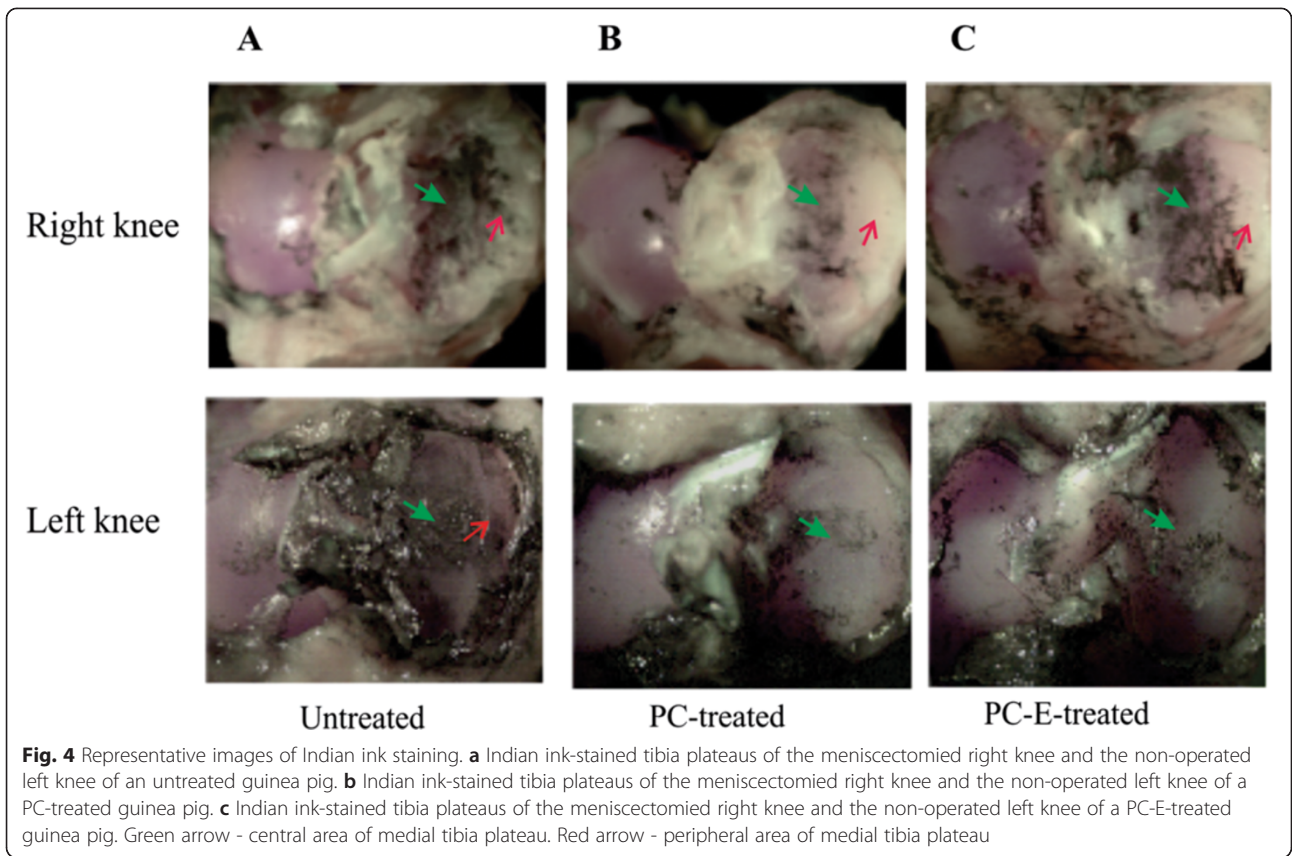 A B C
Right knee
Left knee
Untreated PC-treated PC-E-treated
Fig. 4 Representative images of Indian ink staining. a Indian ink-stained tibia plateaus of the meniscectomied right knee and the non-operated
left knee of an untreated guinea pig. b Indian ink-stained tibia plateaus of the meniscectomied right knee and the non-operated left knee of a
PC-treated guinea pig. c Indian ink-stained tibia plateaus of the meniscectomied right knee and the non-operated left knee of a PC-E-treated
guinea pig. Green arrow - central area of medial tibia plateau. Red arrow - peripheral area of medial tibia plateau